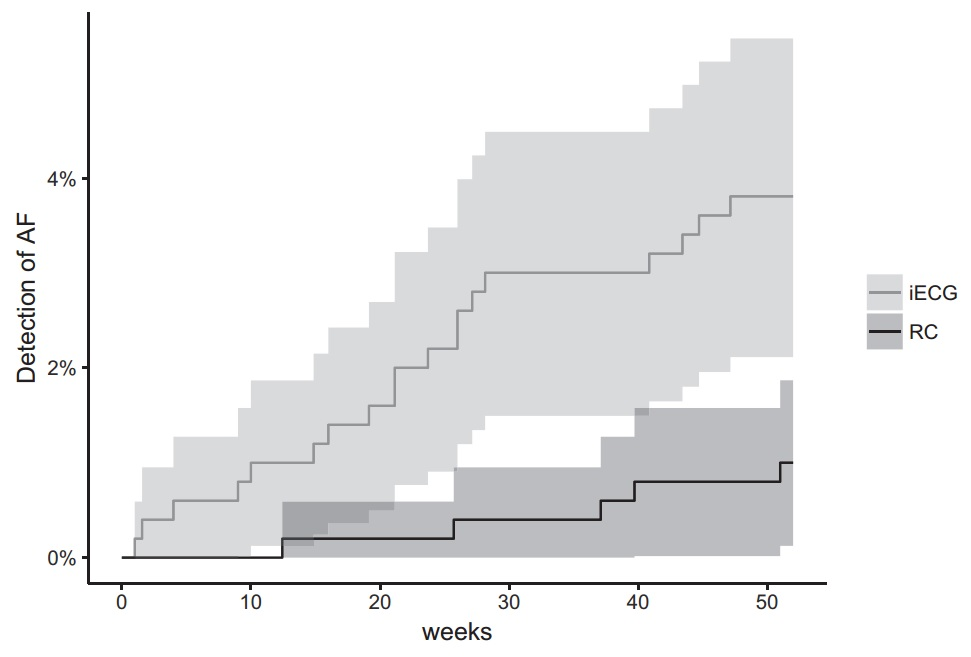 Detection of AF
4%
2%
0%
0 10 20 30 40 50
weeks
iECG
RC